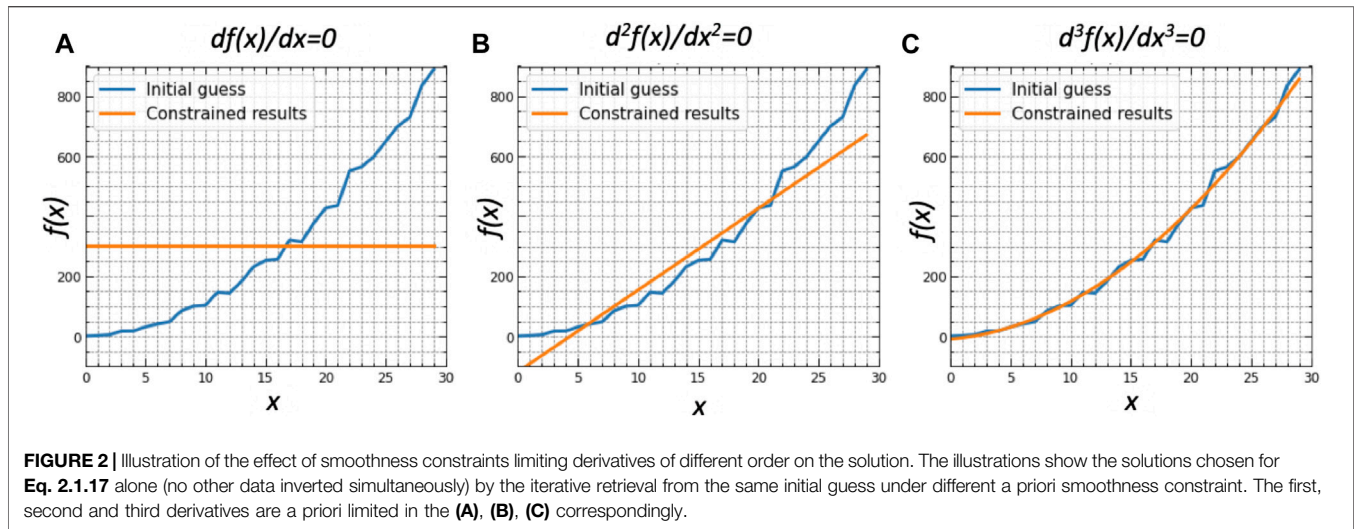 A
df(x)/dx=0
B
d²f(x)/dx²=0
C
d³f(x)/dx³=0
Initial guess
Constrained results
800
600
200
0
f(x)
0 5 10 15 20 25 30
X
Initial guess
Constrained results
800
600
200
0
f(x)
0 5 10 15 20 25 30
X
Initial guess
Constrained results
800
600
200
0
f(x)
0 5 10 15 20 25 30
X
FIGURE 2 | Illustration of the effect of smoothness constraints limiting derivatives of different order on the solution. The illustrations show the solutions chosen for
Eq. 2.1.17 alone (no other data inverted simultaneously) by the iterative retrieval from the same initial guess under different a priori smoothness constraint. The first,
second and third derivatives are a priori limited in the (A), (B), (C) correspondingly.